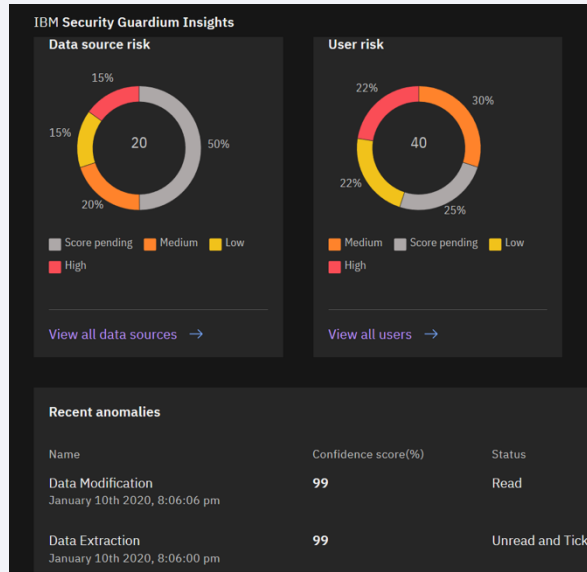 IBM Security Guardium Insights
Data source risk
15%
15%
20
50%
20%
Score pending Medium Low
High
View all data sources →
User risk
22%
30%
40
22%
25%
Medium Score pending Low
High
View all users →
Recent anomalies
Name Confidence score(%) Status
Data Modification 99 Read
January 10th 2020, 8:06:06 pm
Data Extraction 99 Unread and Tick
January 10th 2020, 8:06:00 pm